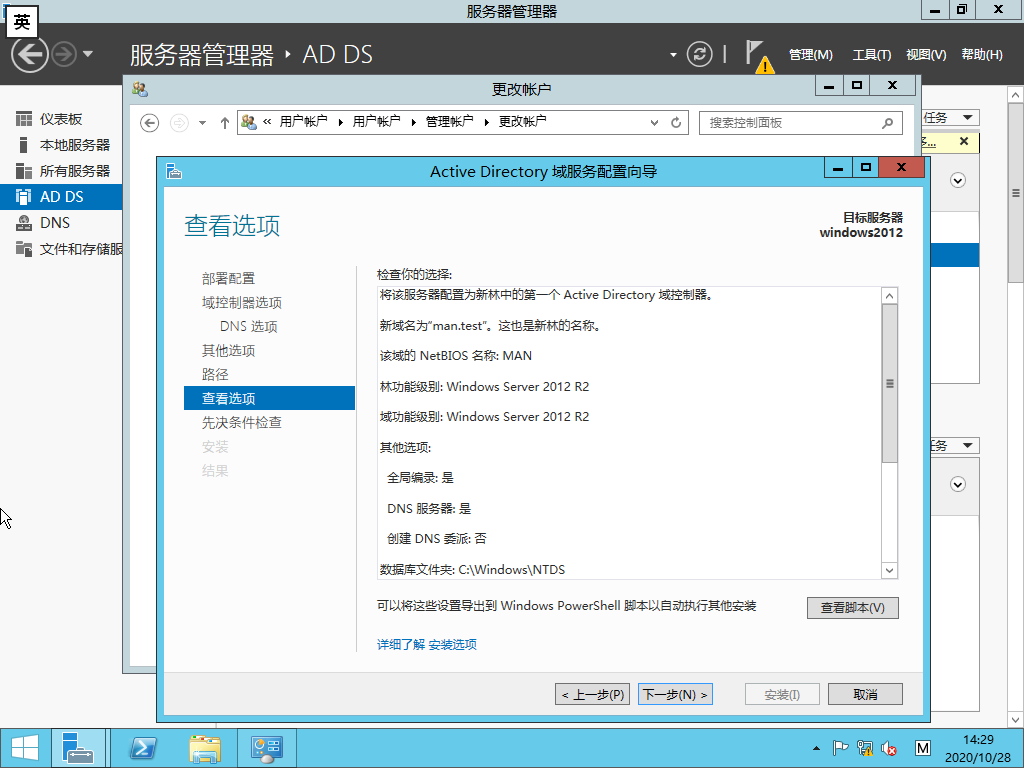 服务器管理器
英
服务器管理器 ‣ AD DS
管理(M) 工具(T) 视图(V) 帮助(H)
更改帐户
« 用户帐户 ▸ 用户帐户 ▸ 管理帐户 ▸ 更改帐户
搜索控制面板
仪表板
本地服务器
所有服务器
AD DS
DNS
文件和存储服
任务
Active Directory 域服务配置向导
查看选项
目标服务器
windows2012
部署配置
域控制器选项
DNS 选项
其他选项
路径
查看选项
先决条件检查
安装
结果
检查你的选择:
将该服务器配置为新林中的第一个 Active Directory 域控制器。
新域名为"man.test"。这也是新林的名称。
该域的 NetBIOS 名称: MAN
林功能级别: Windows Server 2012 R2
域功能级别: Windows Server 2012 R2
其他选项:
全局编录: 是
DNS 服务器: 是
创建 DNS 委派: 否
数据库文件夹: C:\Windows\NTDS
任务
可以将这些设置导出到 Windows PowerShell 脚本以自动执行其他安装
查看脚本(V)
详细了解 安装选项
< 上一步(P) 下一步(N) > 安装(I) 取消
M
14:29
2020/10/28